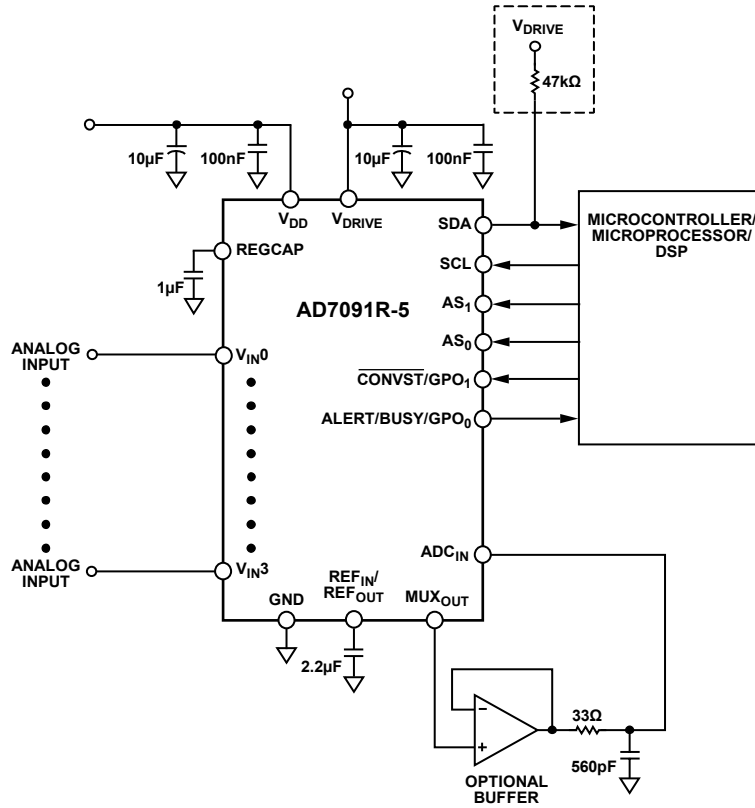 VDRIVE
47kΩ
10µF
100nF
10µF
100nF
VDD
VDRIVE
SDA
MICROCONTROLLER/
MICROPROCESSOR/
DSP
REGCAP
SCL
1µF
AD7091R-5
AS1
AS0
ANALOG
INPUT
VIN0
CONVST/GPO1
ALERT/BUSY/GPO0
ANALOG
INPUT
VIN3
ADCIN
GND
REFIN/
REFOUT
MUXOUT
2.2µF
33Ω
560pF
OPTIONAL
BUFFER